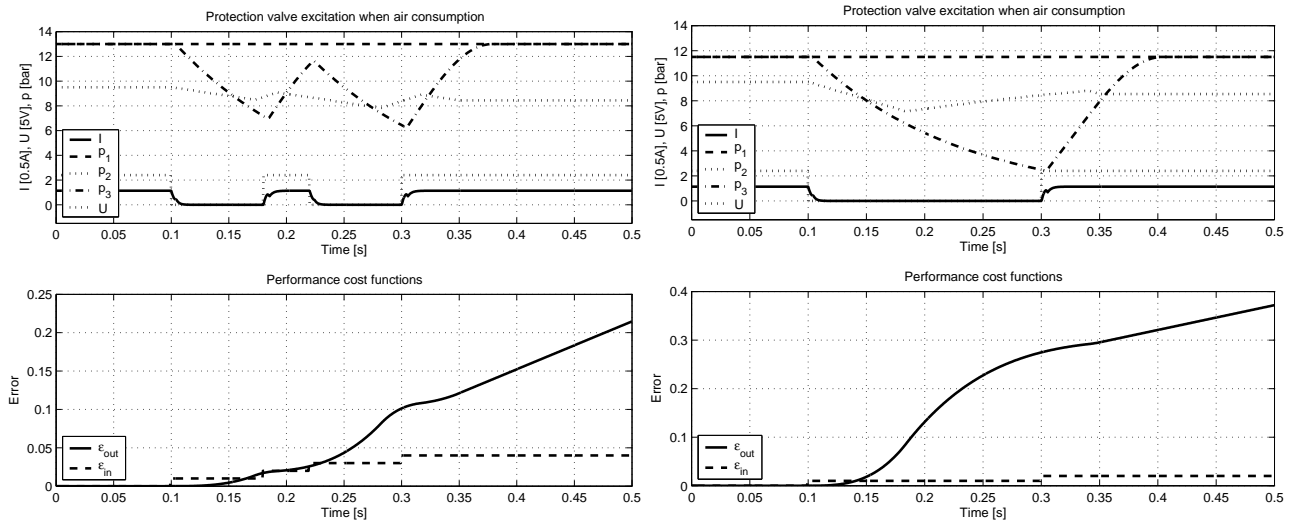 Protection valve excitation when air consumption
I [0.5A], U [5V], p [bar]
14
12
10
8
6
4
2
0
I
p1
p2
p3
U
0 0.05 0.1 0.15 0.2 0.25 0.3 0.35 0.4 0.45 0.5
Time [s]
Protection valve excitation when air consumption
I [0.5A], U [5V], p [bar]
14
12
10
8
6
4
2
0
I
p1
p2
p3
U
0 0.05 0.1 0.15 0.2 0.25 0.3 0.35 0.4 0.45 0.5
Time [s]
Performance cost functions
Error
0.25
0.2
0.15
0.1
0.05
0
εout
εin
0 0.05 0.1 0.15 0.2 0.25 0.3 0.35 0.4 0.45 0.5
Time [s]
Performance cost functions
Error
0.4
0.3
0.2
0.1
0
εout
εin
0 0.05 0.1 0.15 0.2 0.25 0.3 0.35 0.4 0.45 0.5
Time [s]